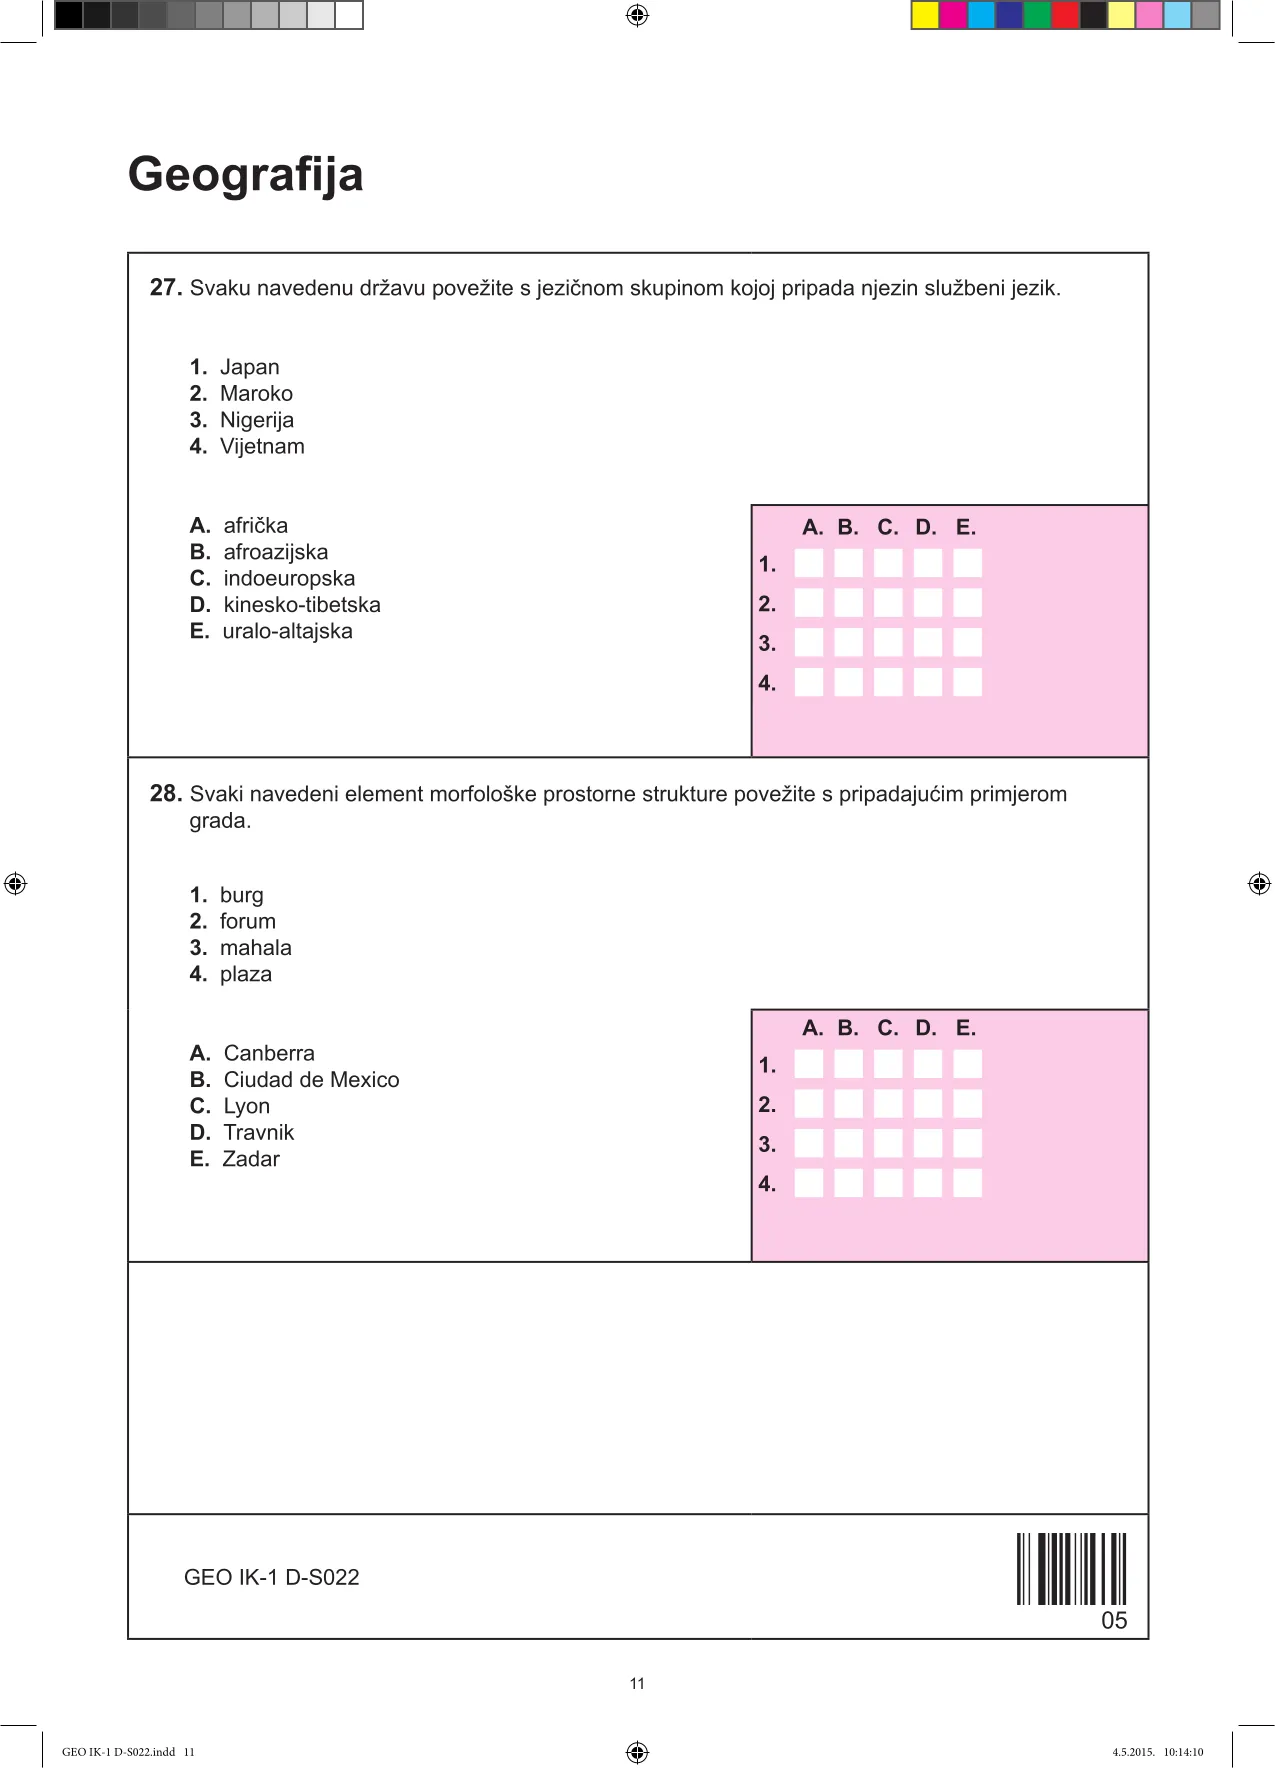 Geografija
27. Svaku navedenu državu povežite s jezičnom skupinom kojoj pripada njezin službeni jezik.
1. Japan
2. Maroko
3. Nigerija
4. Vijetnam
A. afrička
B. afroazijska
C. indoeuropska
D. kinesko-tibetska
E. uralo-altajska
A. B. C. D. E.
1.
2.
3.
4.
28. Svaki navedeni element morfološke prostorne strukture povežite s pripadajućim primjerom
grada.
1. burg
2. forum
3. mahala
4. plaza
A. Canberra
B. Ciudad de Mexico
C. Lyon
D. Travnik
E. Zadar
A. B. C. D. E.
1.
2.
3.
4.
GEO IK-1 D-S022
05
11
GEO IK-1 D-S022.indd 11
4.5.2015. 10:14:10